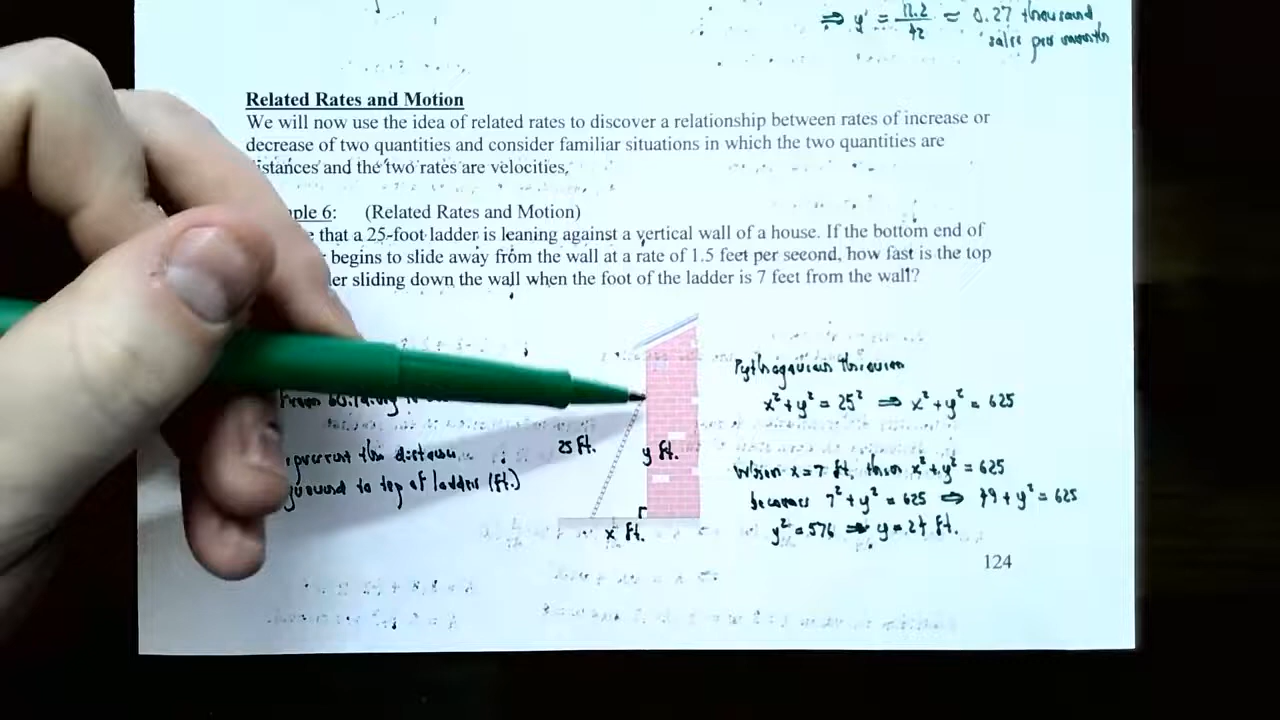 ⇒ y' = 11.2/42 ≈ 0.27 thousand
sales per month
Related Rates and Motion
We will now use the idea of related rates to discover a relationship between rates of increase or
decrease of two quantities and consider familiar situations in which the two quantities are
istances and the two rates are velocities.
ple 6: (Related Rates and Motion)
that a 25-foot ladder is leaning against a vertical wall of a house. If the bottom end of
begins to slide away from the wall at a rate of 1.5 feet per second, how fast is the top
er sliding down the wall when the foot of the ladder is 7 feet from the wall?
from building to
this distance
ground to top of ladder (ft.)
25 ft.
y ft.
x ft.
Pythagorean Theorem
x² + y² = 25² ⇒ x² + y² = 625
When x = 7 ft, then x² + y² = 625
becomes 7² + y² = 625 ⇒ 49 + y² = 625
y² = 576 ⇒ y = 24 ft.
124